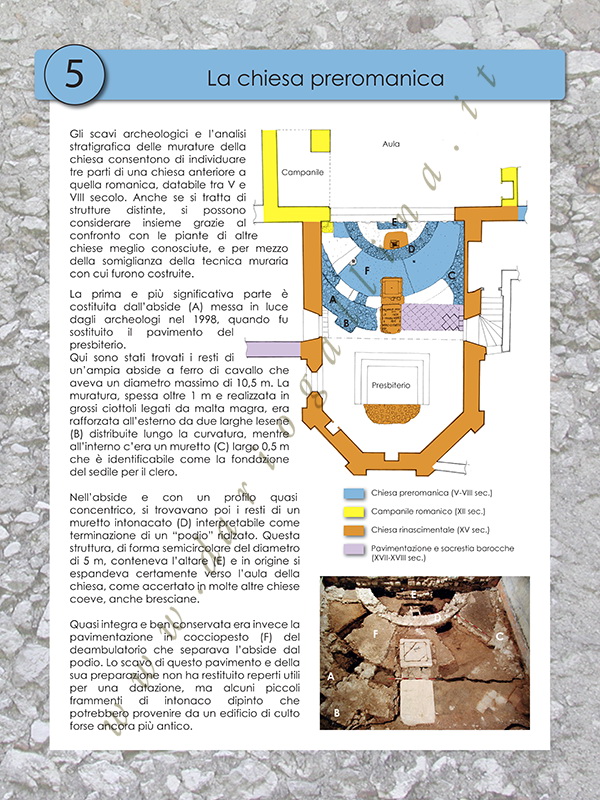 5
La chiesa preromanica
Gli scavi archeologici e l'analisi
stratigrafica delle murature della
chiesa consentono di individuare
tre parti di una chiesa anteriore a
quella romanica, databile tra V e
VIII secolo. Anche se si tratta di
strutture distinte, si possono
considerare insieme grazie al
confronto con le piante di altre
chiese meglio conosciute, e per mezzo
della somiglianza della tecnica muraria
con cui furono costruite.
La prima e più significativa parte è
costituita dall'abside (A) messa in luce
dagli archeologi nel 1998, quando fu
sostituito il pavimento del
presbiterio.
Qui sono stati trovati i resti di
un'ampia abside a ferro di cavallo che
aveva un diametro massimo di 10,5 m. La
muratura, spessa oltre 1 m e realizzata in
grossi ciottoli legati da malta magra, era
rafforzata all'esterno da due larghe lesene
(B) distribuite lungo la curvatura, mentre
all'interno c'era un muretto (C) largo 0,5 m
che è identificabile come la fondazione
del sedile per il clero.
Nell'abside e con un profilo quasi
concentrico, si trovavano poi i resti di un
muretto intonacato (D) interpretabile come
terminazione di un "podio" rialzato. Questa
struttura, di forma semicircolare del diametro
di 5 m, conteneva l'altare (E) e in origine si
espandeva certamente verso l'aula della
chiesa, come accertato in molte altre chiese
coeve, anche bresciane.
Quasi integra e ben conservata era invece la
pavimentazione in cocciopesto (F) del
deambulatorio che separava l'abside dal
podio. Lo scavo di questo pavimento e della
sua preparazione non ha restituito reperti utili
per una datazione, ma alcuni piccoli
frammenti di intonaco dipinto che
potrebbero provenire da un edificio di culto
forse ancora più antico.
Aula
Campanile
E
D
F
C
A
B
Presbiterio
Chiesa preromanica (V-VIII sec.)
Campanile romanico (XII sec.)
Chiesa rinascimentale (XV sec.)
Pavimentazione e sacrestia barocche
(XVII-XVIII sec.)
E
D
F
C
A
B
www.dariogallina.it